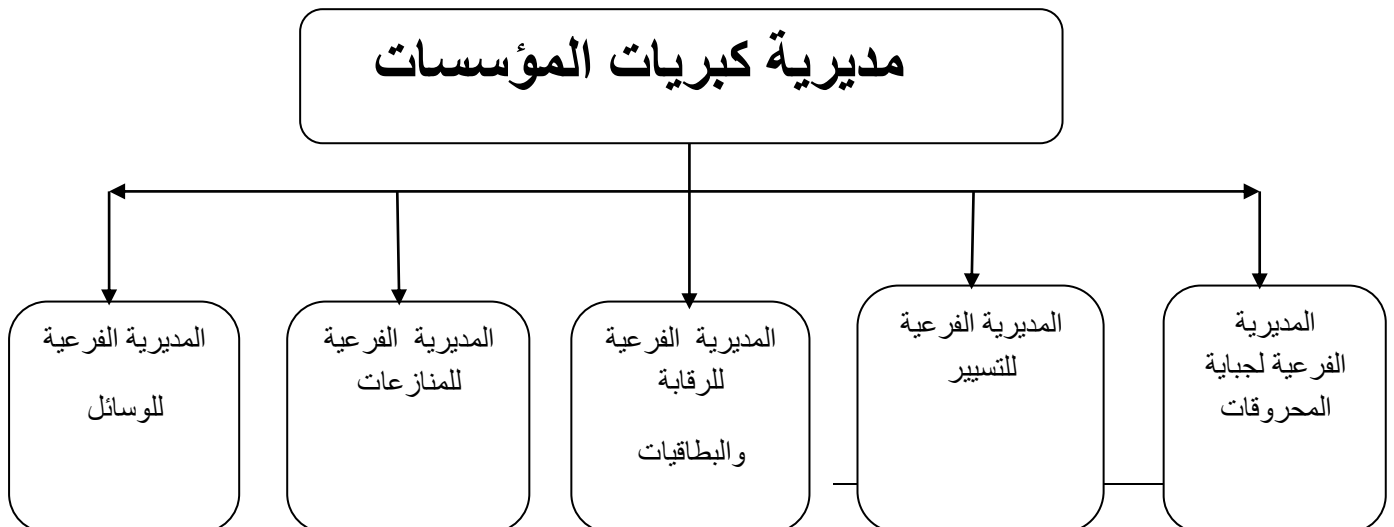 مديرية كبريات المؤسسات
المديرية
الفرعية لجباية
المحروقات
المديرية الفرعية
للتسيير
المديرية الفرعية
للرقابة
والبطاقيات
المديرية الفرعية
للمنازعات
المديرية الفرعية
للوسائل